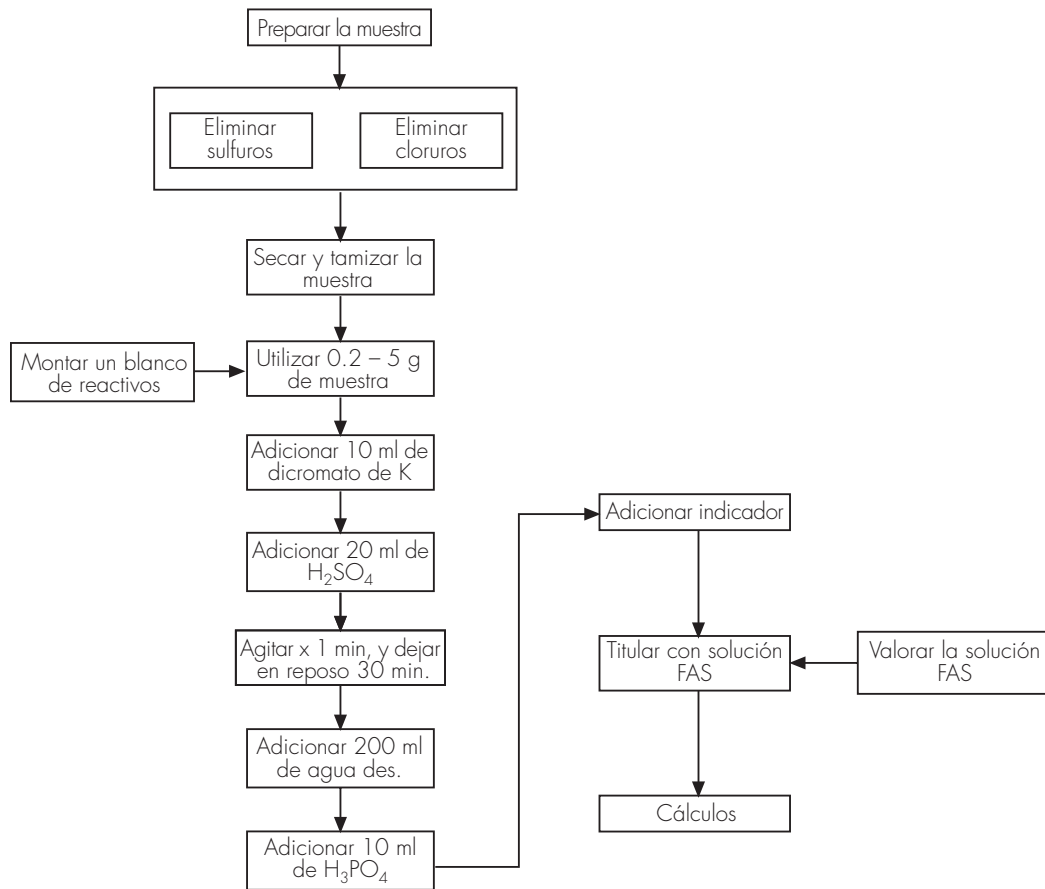 Preparar la muestra
Eliminar
sulfuros
Eliminar
cloruros
Secar y tamizar la
muestra
Montar un blanco
de reactivos
Utilizar 0.2 – 5 g
de muestra
Adicionar 10 ml de
dicromato de K
Adicionar 20 ml de
H₂SO₄
Agitar x 1 min, y dejar
en reposo 30 min.
Adicionar 200 ml
de agua des.
Adicionar 10 ml
de H₃PO₄
Adicionar indicador
Titular con solución
FAS
Valorar la solución
FAS
Cálculos